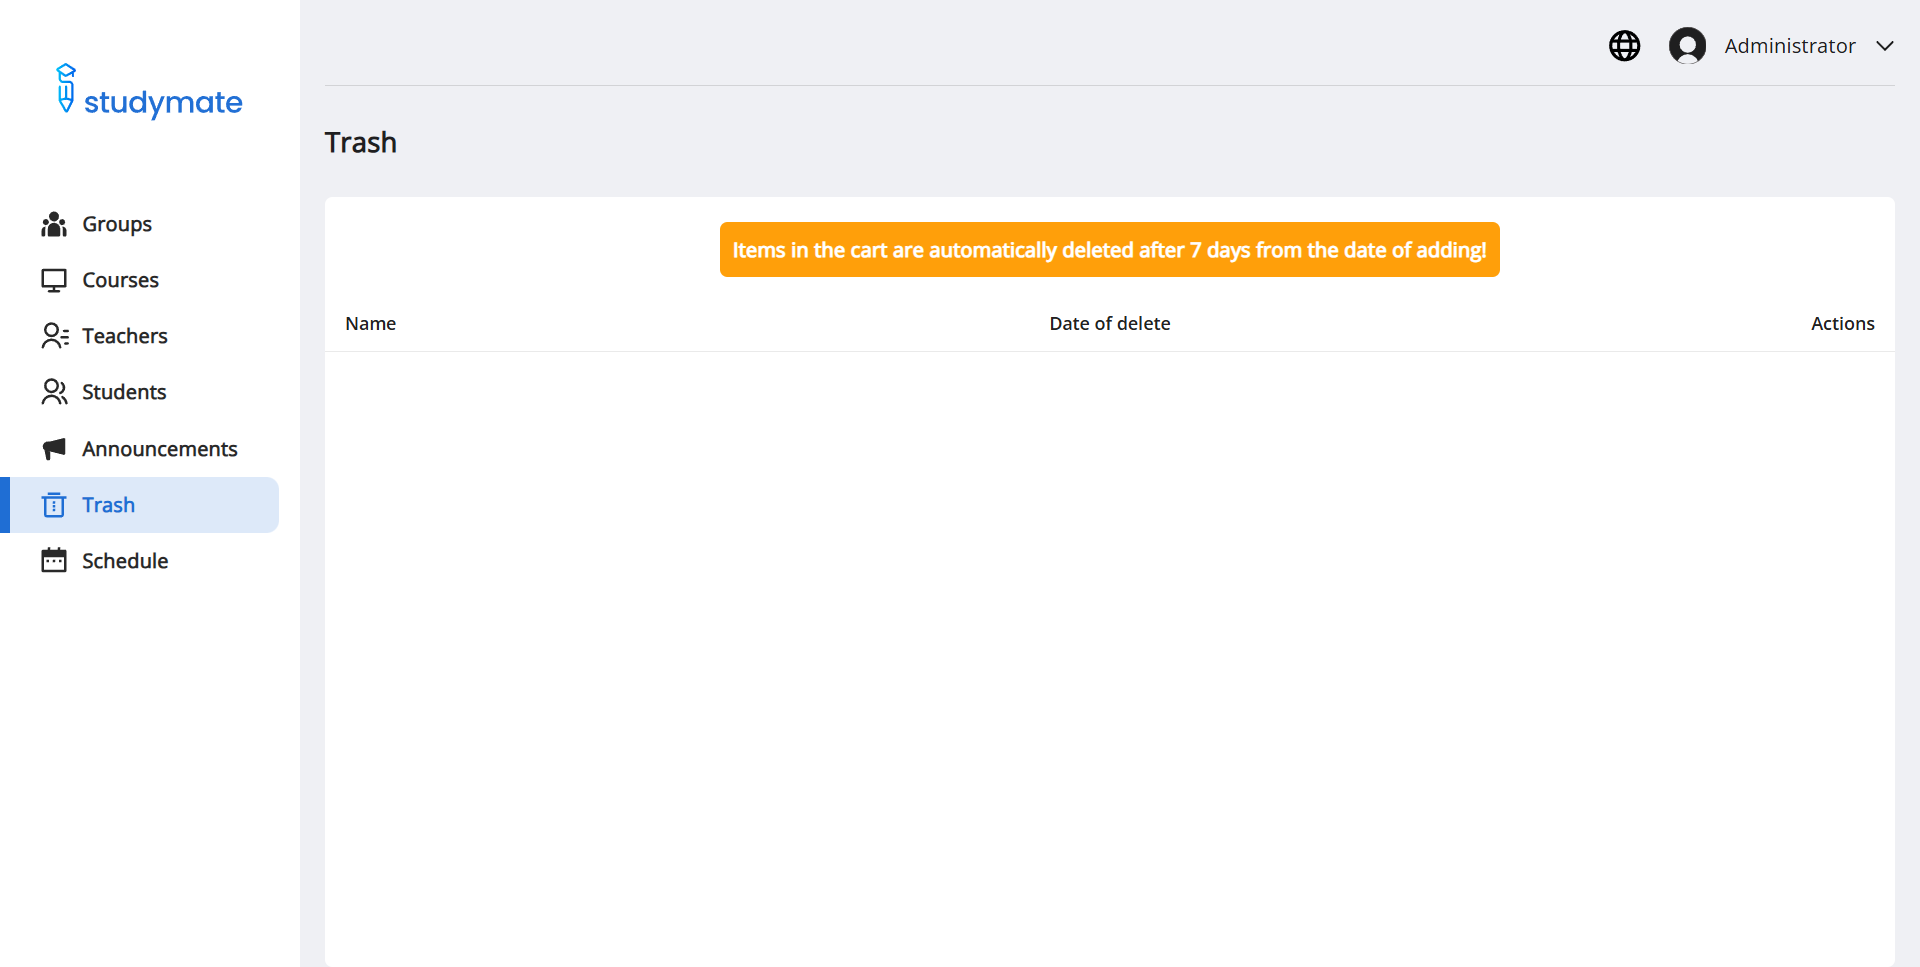 studymate
Administrator
Trash
Groups
Courses
Teachers
Students
Announcements
Trash
Schedule
Items in the cart are automatically deleted after 7 days from the date of adding!
Name Date of delete Actions